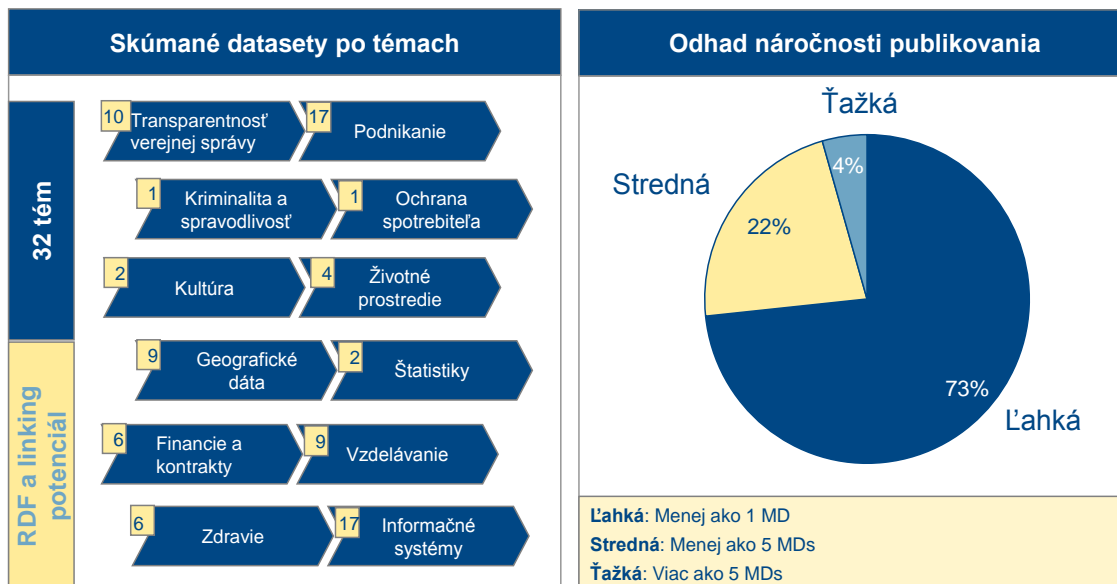 Skúmané datasety po témach
32 tém
RDF a linking
potenciál
10
Transparentnosť
verejnej správy
17
Podnikanie
1
Kriminalita a
spravodlivosť
1
Ochrana
spotrebiteľa
2
Kultúra
4
Životné
prostredie
9
Geografické
dáta
2
Štatistiky
6
Financie a
kontrakty
9
Vzdelávanie
6
Zdravie
17
Informačné
systémy
Odhad náročnosti publikovania
Ťažká
4%
Stredná
22%
73%
Ľahká
Ľahká: Menej ako 1 MD
Stredná: Menej ako 5 MDs
Ťažká: Viac ako 5 MDs